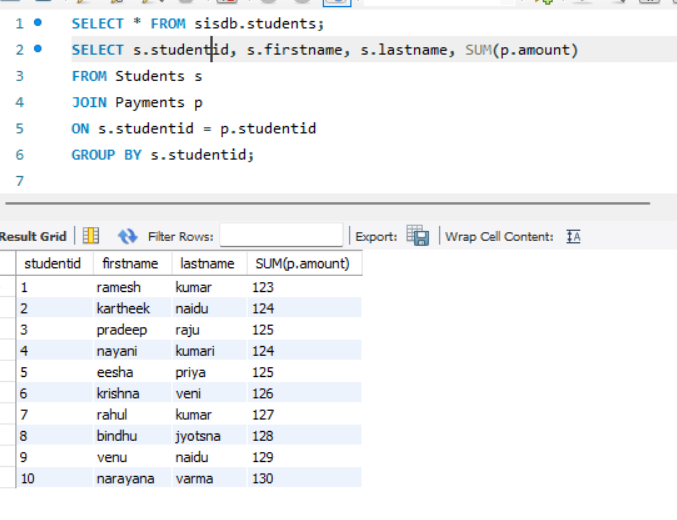 1 SELECT * FROM sisdb.students;
2 SELECT s.studentid, s.firstname, s.lastname, SUM(p.amount)
3 FROM Students s
4 JOIN Payments p
5 ON s.studentid = p.studentid
6 GROUP BY s.studentid;
7
Result Grid Filter Rows: Export: Wrap Cell Content: IA
studentid firstname lastname SUM(p.amount)
1 ramesh kumar 123
2 kartheek naidu 124
3 pradeep raju 125
4 nayani kumari 124
5 eesha priya 125
6 krishna veni 126
7 rahul kumar 127
8 bindhu jyotsna 128
9 venu naidu 129
10 narayana varma 130